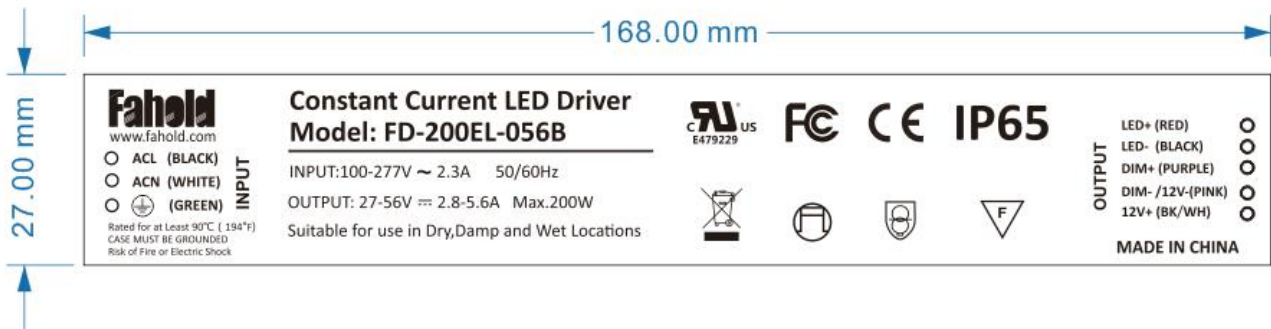 168.00 mm
27.00 mm
Fahold
www.fahold.com
ACL (BLACK)
ACN (WHITE)
(GREEN)
INPUT
Rated for at Least 90℃ ( 194°F)
CASE MUST BE GROUNDED
Risk of Fire or Electric Shock
Constant Current LED Driver
Model: FD-200EL-056B
INPUT:100-277V ~ 2.3A 50/60Hz
OUTPUT: 27-56V ⎓ 2.8-5.6A Max.200W
Suitable for use in Dry,Damp and Wet Locations
C RU US
E479229
FC CE IP65
F
OUTPUT
LED+ (RED)
LED- (BLACK)
DIM+ (PURPLE)
DIM- /12V-(PINK)
12V+ (BK/WH)
MADE IN CHINA